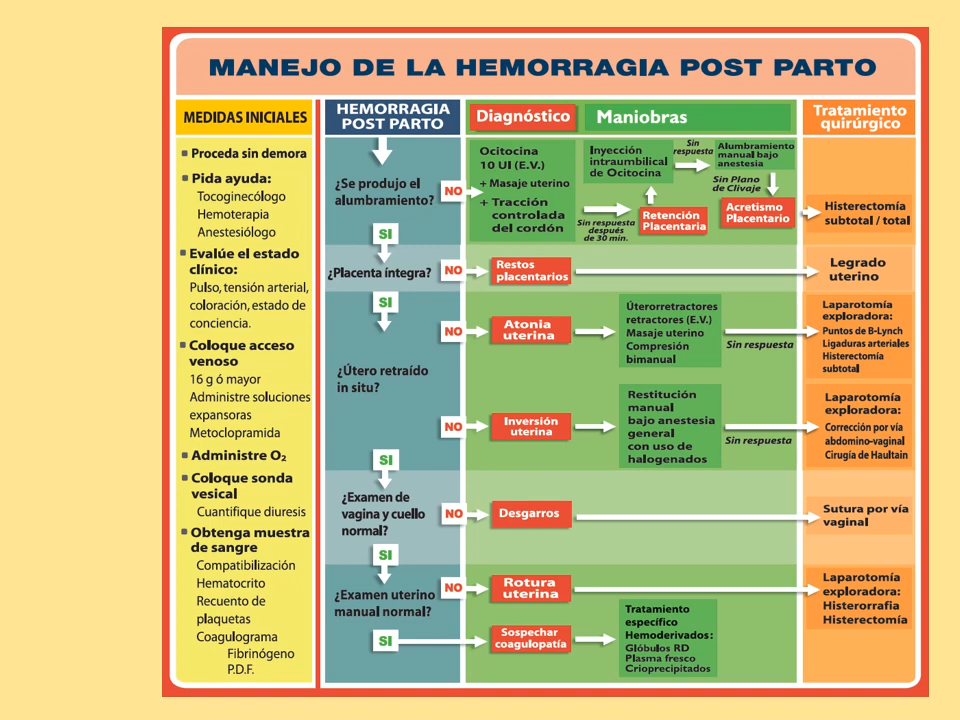 MANEJO DE LA HEMORRAGIA POST PARTO
MEDIDAS INICIALES
Proceda sin demora
Pida ayuda:
Tocoginecólogo
Hemoterapia
Anestesiólogo
Evalúe el estado
clínico:
Pulso, tensión arterial,
coloración, estado de
conciencia.
Coloque acceso
venoso
16 g ó mayor
Administre soluciones
expansoras
Metoclopramida
Administre O₂
Coloque sonda
vesical
Cuantifique diuresis
Obtenga muestra
de sangre
Compatibilización
Hematocrito
Recuento de
plaquetas
Coagulograma
Fibrinógeno
P.D.F.
HEMORRAGIA
POST PARTO
Diagnóstico
Maniobras
Tratamiento
quirúrgico
¿Se produjo el
alumbramiento?
NO
Ocitocina
10 UI (E.V.)
+ Masaje uterino
+ Tracción
controlada
del cordón
Sin respuesta
después
de 30 min.
Retención
Placentaria
Inyección
intraumbilical
de Ocitocina
Sin
respuesta
Alumbramiento
manual bajo
anestesia
Sin Plano
de Clivaje
Acretismo
Placentario
Histerectomía
subtotal / total
SI
¿Placenta íntegra?
NO
Restos
placentarios
Legrado
uterino
SI
¿Útero retraído
in situ?
NO
Atonia
uterina
Úterorretractores
retractores (E.V.)
Masaje uterino
Compresión
bimanual
Sin respuesta
Laparotomía
exploradora:
Puntos de B-Lynch
Ligaduras arteriales
Histerectomía
subtotal
NO
Inversión
uterina
Restitución
manual
bajo anestesia
general
con uso de
halogenados
Sin respuesta
Laparotomía
exploradora:
Corrección por vía
abdomino-vaginal
Cirugía de Haultain
SI
¿Examen de
vagina y cuello
normal?
NO
Desgarros
Sutura por vía
vaginal
SI
¿Examen uterino
manual normal?
NO
Rotura
uterina
Laparotomía
exploradora:
Histerorrafia
Histerectomía
SI
Sospechar
coagulopatía
Tratamiento
específico
Hemoderivados:
Glóbulos RD
Plasma fresco
Crioprecipitados